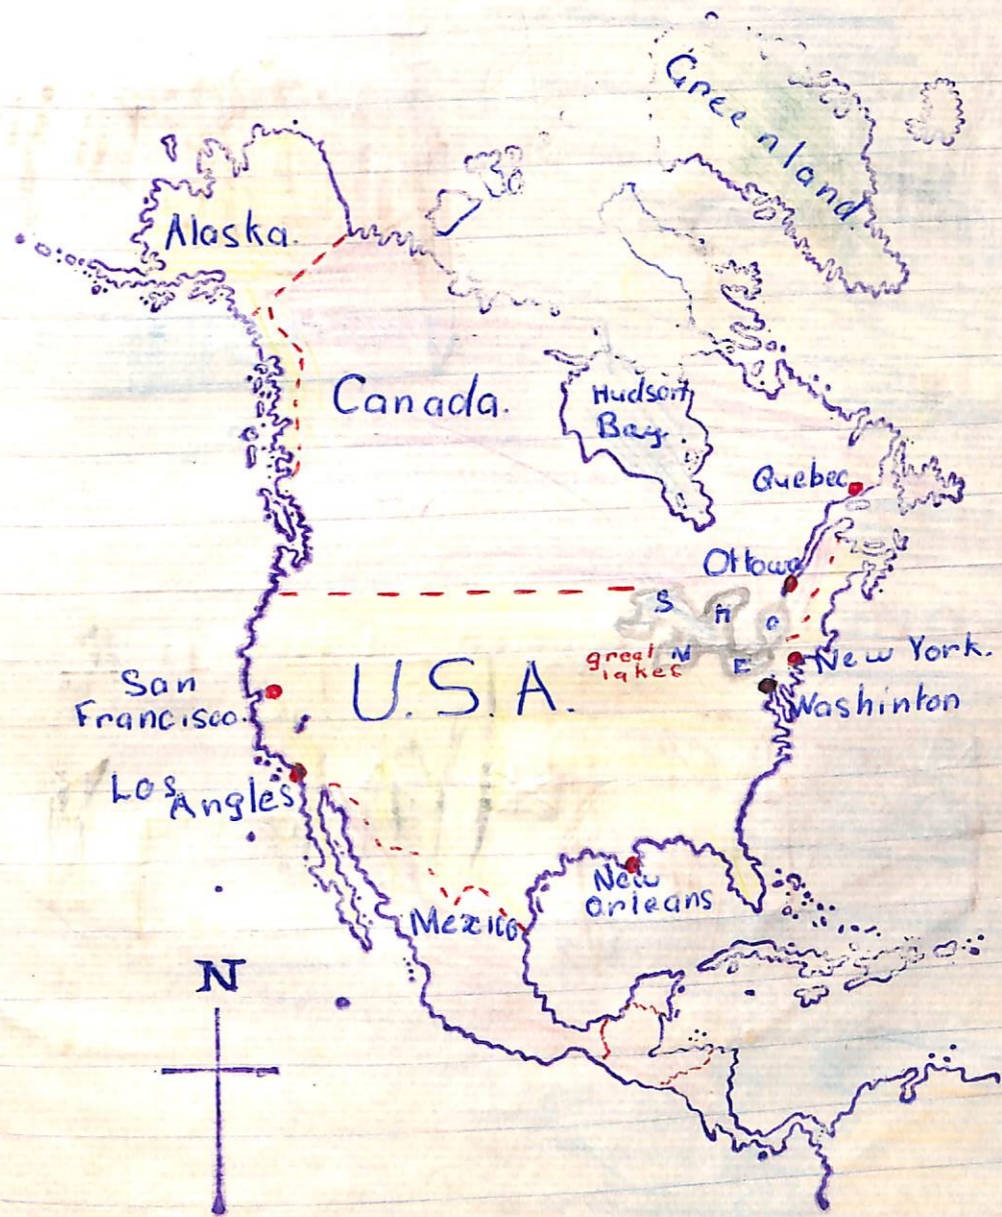 Greenland
Alaska.
Canada.
Hudson
Bay.
Quebec
Ottowa
S H O
great M E
lakes
New York.
Washinton
U.S.A.
San
Francisco.
Los
Angles
New
Orleans
Mexico
N